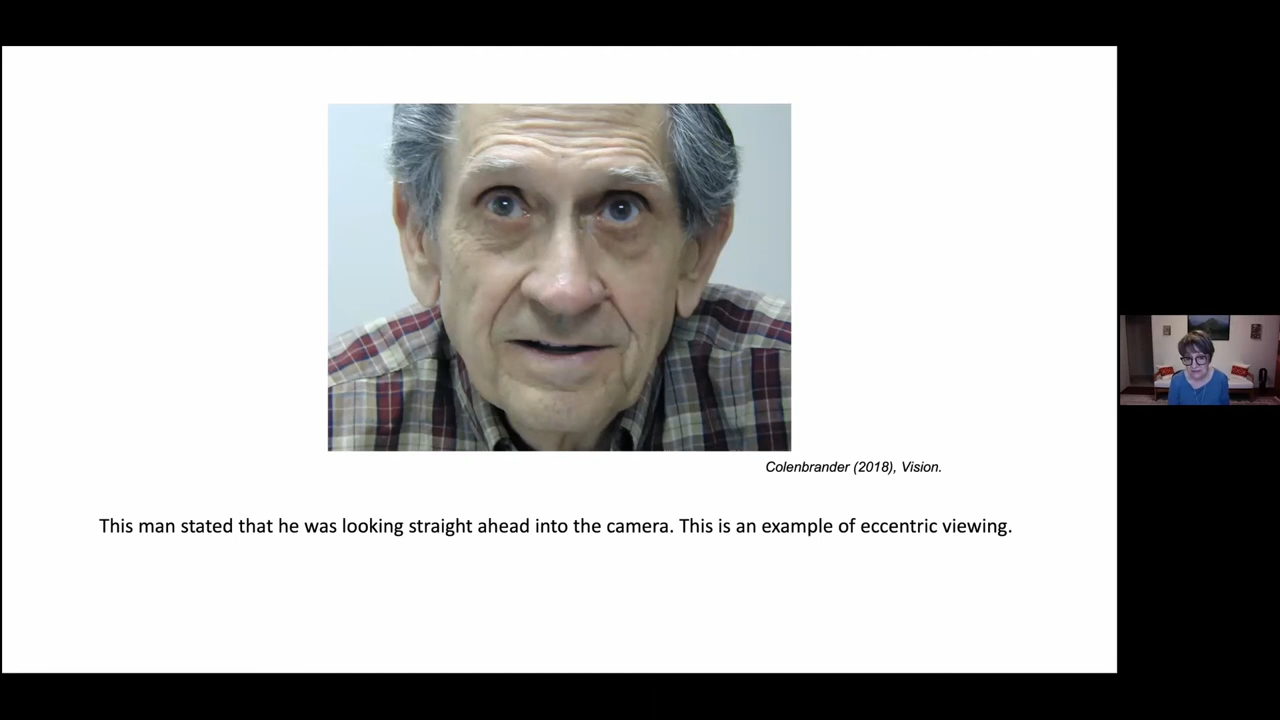 Colenbrander (2018), Vision.
This man stated that he was looking straight ahead into the camera. This is an example of eccentric viewing.